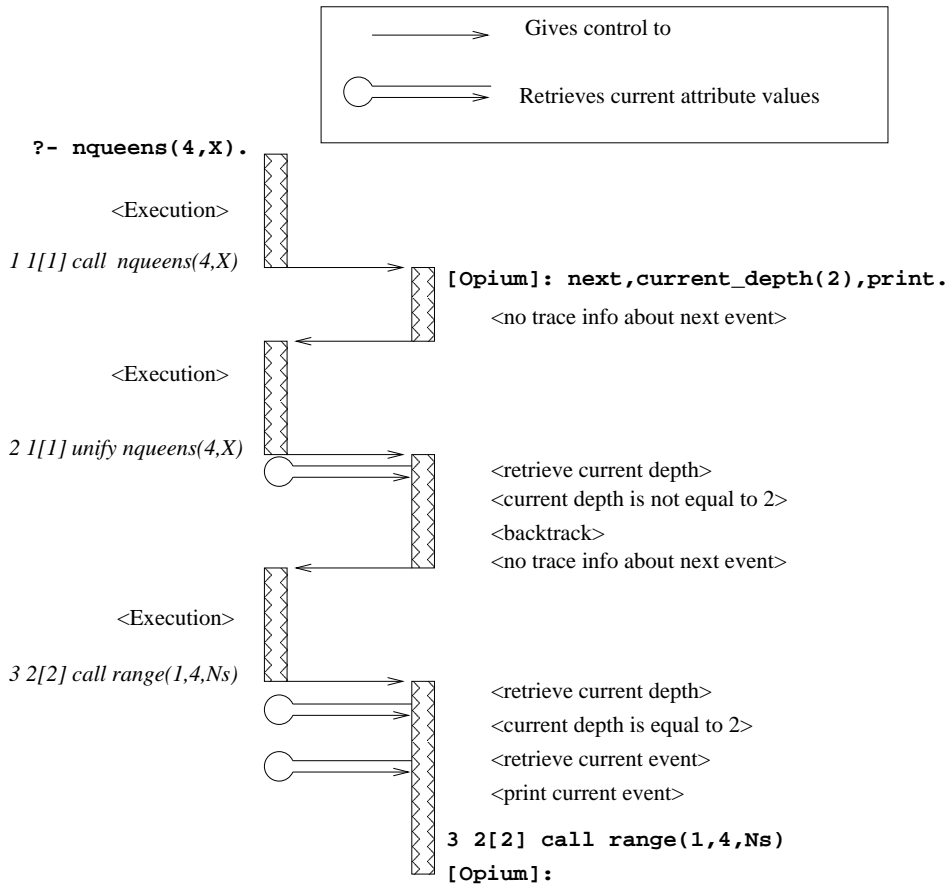 Gives control to
Retrieves current attribute values
?- nqueens(4,X).
<Execution>
1 1[1] call nqueens(4,X)
[Opium]: next,current_depth(2),print.
<no trace info about next event>
<Execution>
2 1[1] unify nqueens(4,X)
<retrieve current depth>
<current depth is not equal to 2>
<backtrack>
<no trace info about next event>
<Execution>
3 2[2] call range(1,4,Ns)
<retrieve current depth>
<current depth is equal to 2>
<retrieve current event>
<print current event>
3 2[2] call range(1,4,Ns)
[Opium]: